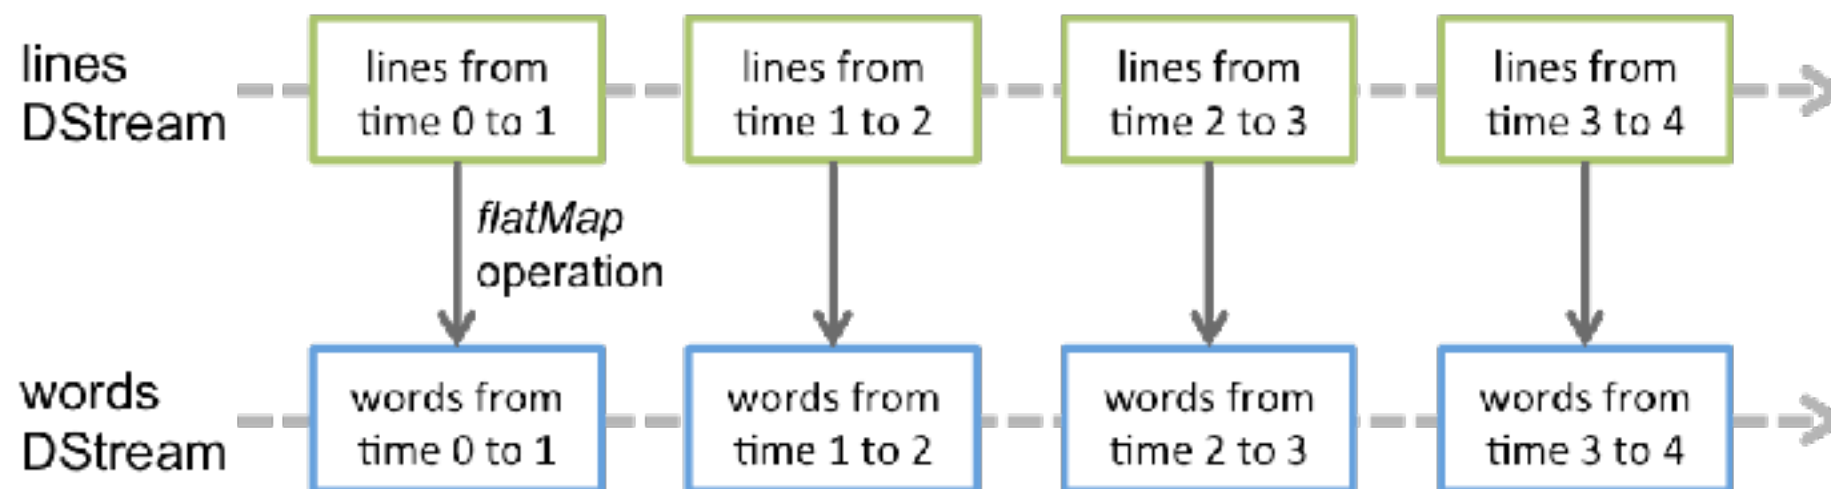 lines
DStream
lines from
time 0 to 1
lines from
time 1 to 2
lines from
time 2 to 3
lines from
time 3 to 4
flatMap
operation
words
DStream
words from
time 0 to 1
words from
time 1 to 2
words from
time 2 to 3
words from
time 3 to 4